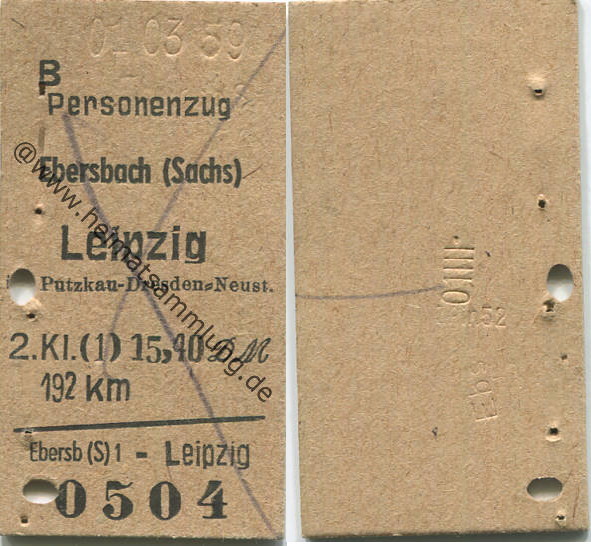 01 03 59
B
Personenzug
Ebersbach (Sachs)
Leipzig
Putzkau-Dresden=Neust.
2.Kl.(1) 15,40 DM
192 km
Ebersb (S) 1 - Leipzig
0504
@www.heimatsammlung.de